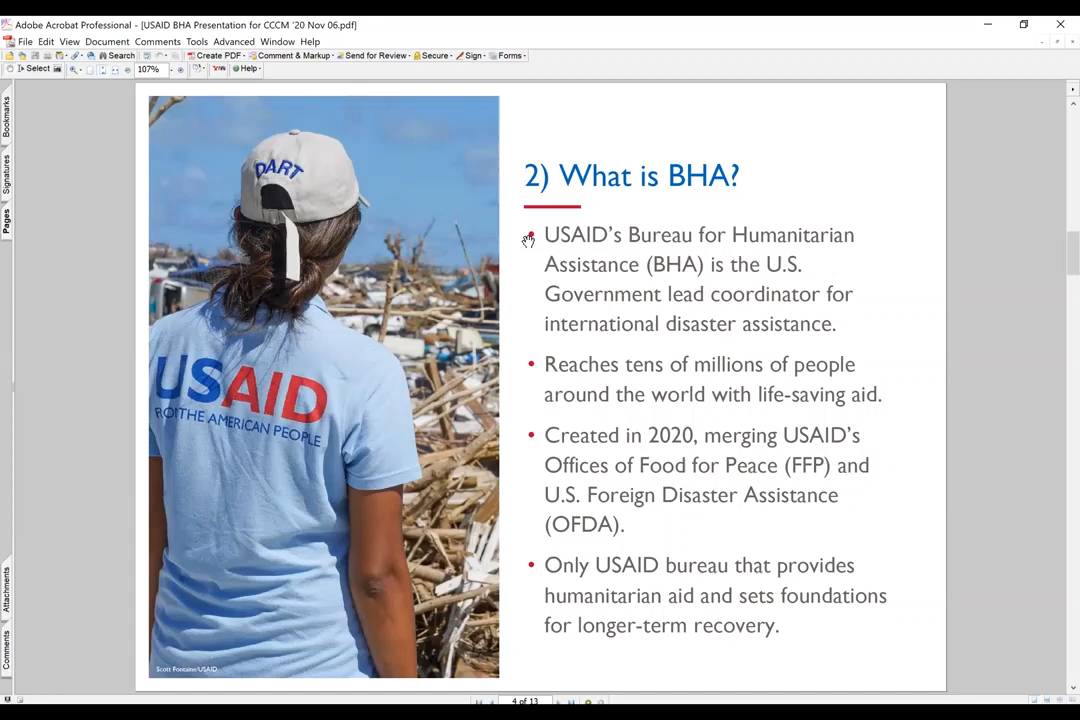 Adobe Acrobat Professional - [USAID BHA Presentation for CCCM '20 Nov 06.pdf]
File Edit View Document Comments Tools Advanced Window Help
Search Create PDF Comment & Markup Send for Review Secure Sign Forms
Select 107% Help
Bookmarks
Signatures
Pages
Attachments
Comments
DART
USAID
FROM THE AMERICAN PEOPLE
Scott Fontaine/USAID
2) What is BHA?
• USAID’s Bureau for Humanitarian
Assistance (BHA) is the U.S.
Government lead coordinator for
international disaster assistance.
• Reaches tens of millions of people
around the world with life-saving aid.
• Created in 2020, merging USAID’s
Offices of Food for Peace (FFP) and
U.S. Foreign Disaster Assistance
(OFDA).
• Only USAID bureau that provides
humanitarian aid and sets foundations
for longer-term recovery.
4 of 13